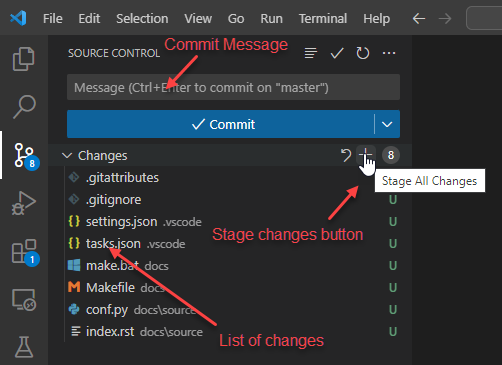 File Edit Selection View Go Run Terminal Help
SOURCE CONTROL
Commit Message
Message (Ctrl+Enter to commit on "master")
Commit
Changes
8
Stage All Changes
.gitattributes
.gitignore U
settings.json .vscode U
tasks.json .vscode U
make.bat docs U
Makefile docs U
conf.py docs\source U
index.rst docs\source U
Stage changes button
List of changes
8
1